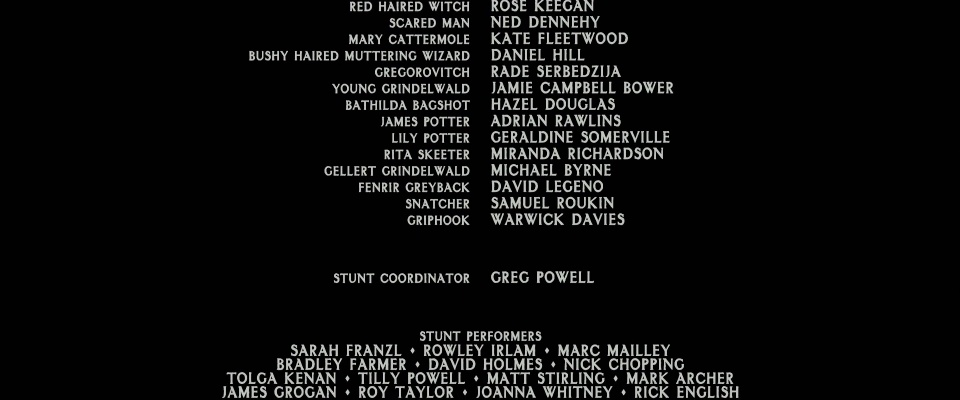 RED HAIRED WITCH ROSE KEEGAN
SCARED MAN NED DENNEHY
MARY CATTERMOLE KATE FLEETWOOD
BUSHY HAIRED MUTTERING WIZARD DANIEL HILL
GREGOROVITCH RADE SERBEDZIJA
YOUNG GRINDELWALD JAMIE CAMPBELL BOWER
BATHILDA BAGSHOT HAZEL DOUGLAS
JAMES POTTER ADRIAN RAWLINS
LILY POTTER GERALDINE SOMERVILLE
RITA SKEETER MIRANDA RICHARDSON
GELLERT GRINDELWALD MICHAEL BYRNE
FENRIR GREYBACK DAVID LEGENO
SNATCHER SAMUEL ROUKIN
GRIPHOOK WARWICK DAVIES
STUNT COORDINATOR GREG POWELL
STUNT PERFORMERS
SARAH FRANZL • ROWLEY IRLAM • MARC MAILLEY
BRADLEY FARMER • DAVID HOLMES • NICK CHOPPING
TOLGA KENAN • TILLY POWELL • MATT STIRLING • MARK ARCHER
JAMES GROGAN • ROY TAYLOR • JOANNA WHITNEY • RICK ENGLISH